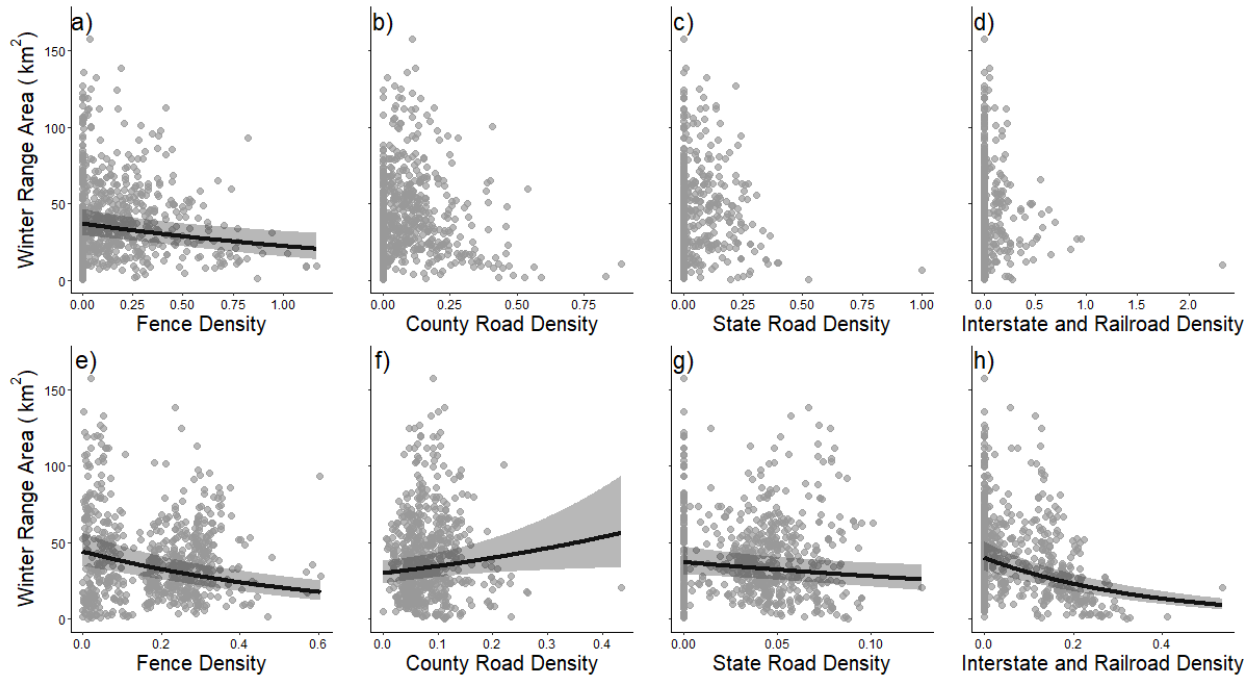 a)
b)
c)
d)
Winter Range Area ( km²)
150
100
50
0
0.00 0.25 0.50 0.75 1.00
0.00 0.25 0.50 0.75
0.00 0.25 0.50 0.75 1.00
0.0 0.5 1.0 1.5 2.0
Fence Density
County Road Density
State Road Density
Interstate and Railroad Density
e)
f)
g)
h)
Winter Range Area ( km²)
150
100
50
0
0.0 0.2 0.4 0.6
0.0 0.1 0.2 0.3 0.4
0.00 0.05 0.10
0.0 0.2 0.4
Fence Density
County Road Density
State Road Density
Interstate and Railroad Density